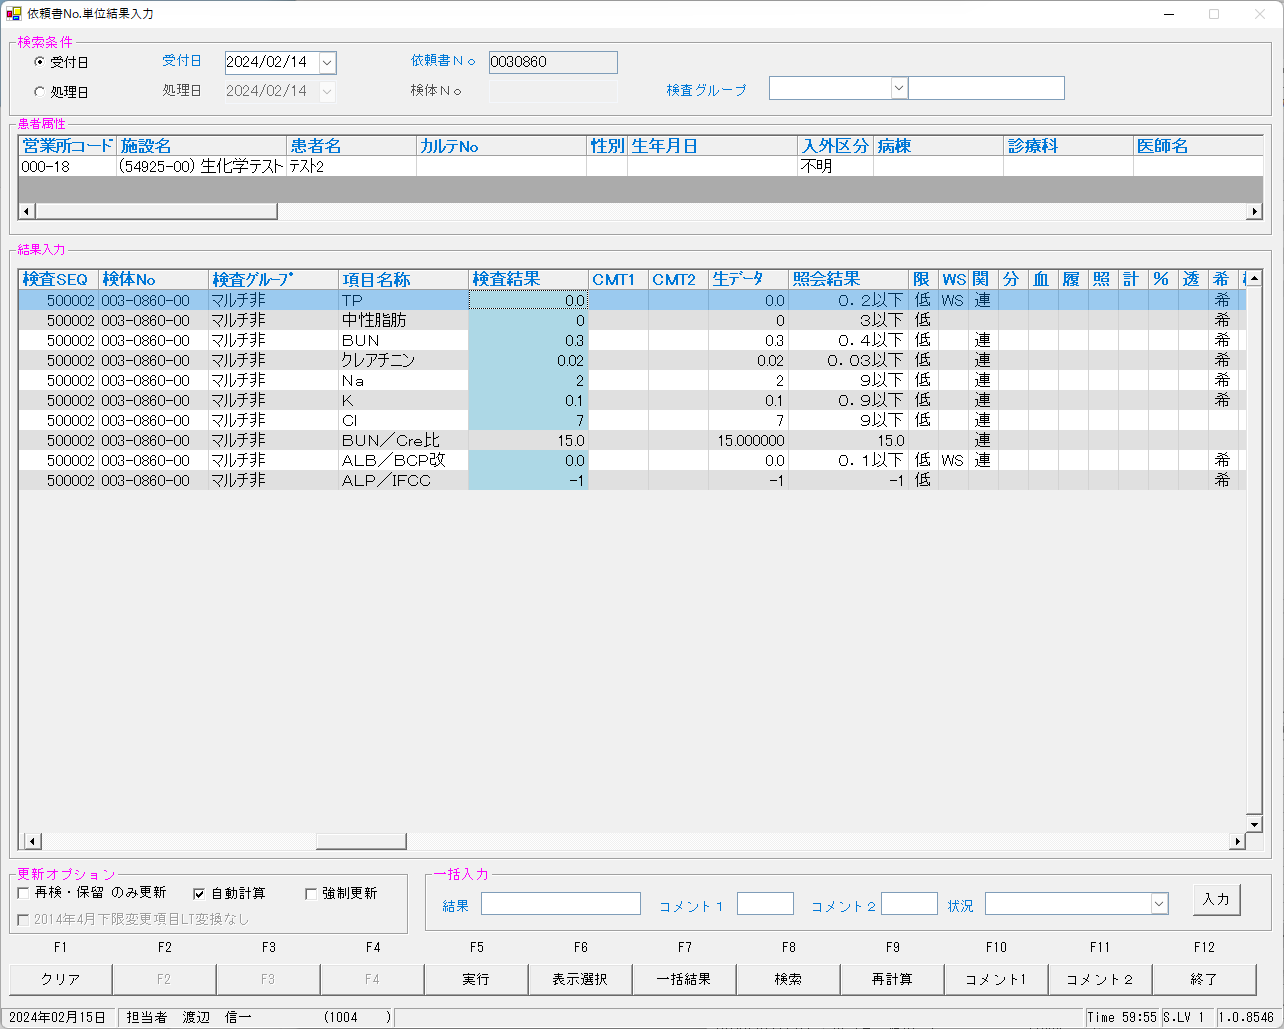 依頼書No.単位結果入力
検索条件
受付日 受付日 2024/02/14 依頼書Ｎｏ 0030860
処理日 処理日 2024/02/14 検体Ｎｏ 検査グループ
患者属性
営業所コード 施設名 患者名 カルテNo 性別 生年月日 入外区分 病棟 診療科 医師名
000-18 (54925-00) 生化学テスト テスト2 不明
結果入力
検査SEQ 検体No 検査グループ 項目名称 検査結果 CMT1 CMT2 生データ 照会結果 限 WS 関 分 血 履 照 計 % 透 希
500002 003-0860-00 マルチ非 ＴＰ 0.0 0.0 ０．２以下 低 WS 連 希
500002 003-0860-00 マルチ非 中性脂肪 0 0 ３以下 低 希
500002 003-0860-00 マルチ非 ＢＵＮ 0.3 0.3 ０．４以下 低 連 希
500002 003-0860-00 マルチ非 クレアチニン 0.02 0.02 ０．０３以下 低 連 希
500002 003-0860-00 マルチ非 Ｎａ 2 2 ９以下 低 連 希
500002 003-0860-00 マルチ非 Ｋ 0.1 0.1 ０．９以下 低 連 希
500002 003-0860-00 マルチ非 Ｃｌ 7 7 ９以下 低 連
500002 003-0860-00 マルチ非 ＢＵＮ／Ｃｒｅ比 15.0 15.000000 15.0 連
500002 003-0860-00 マルチ非 ＡＬＢ／ＢＣＰ改 0.0 0.0 ０．１以下 低 WS 連 希
500002 003-0860-00 マルチ非 ＡＬＰ／ＩＦＣＣ -1 -1 -1 低 希
更新オプション 一括入力
再検・保留 のみ更新 自動計算 強制更新
結果 コメント１ コメント２ 状況 入力
2014年4月下限変更項目LT変換なし
F1 F2 F3 F4 F5 F6 F7 F8 F9 F10 F11 F12
クリア F2 F3 F4 実行 表示選択 一括結果 検索 再計算 コメント1 コメント２ 終了
2024年02月15日 担当者 渡辺 信一 (1004 ) Time 59:55 S.LV 1 1.0.8546